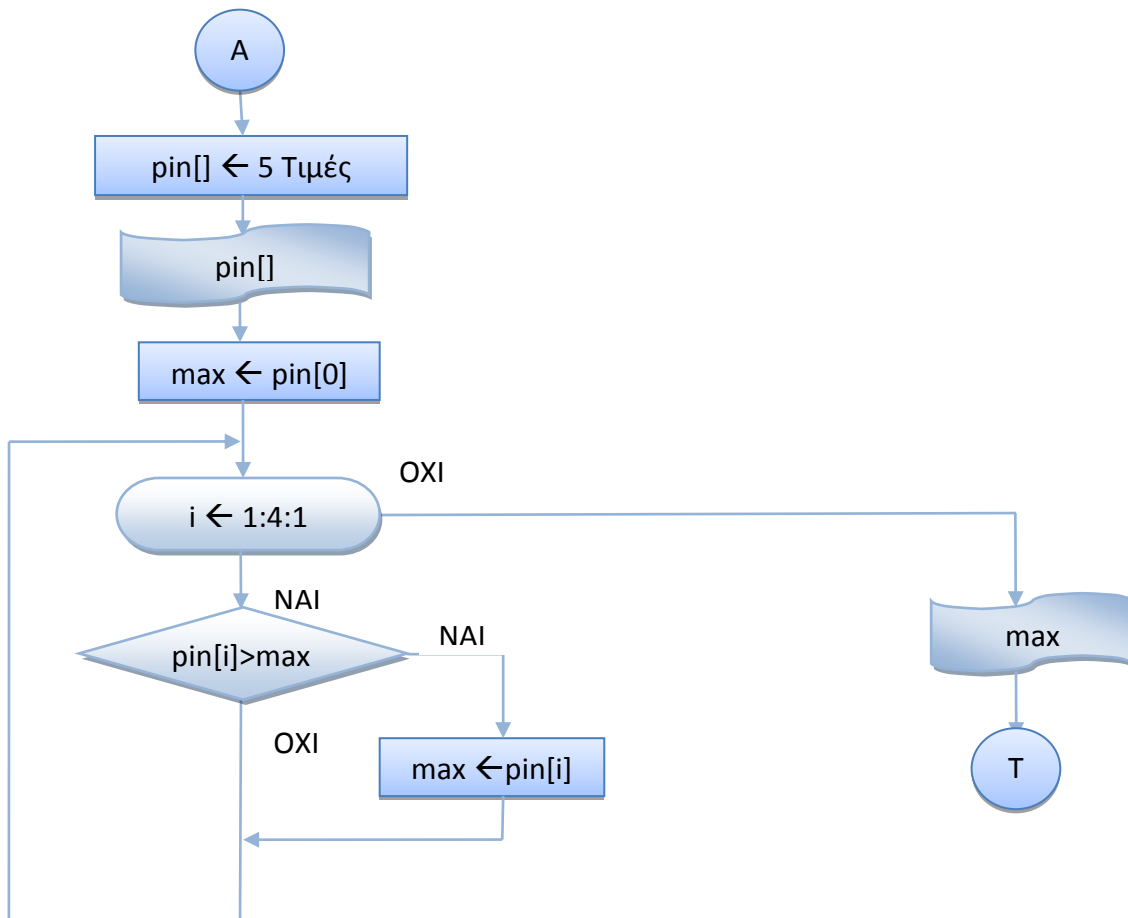 Α
pin[] ← 5 Τιμές
pin[]
max ← pin[0]
ΟΧΙ
i ← 1:4:1
ΝΑΙ
pin[i]>max
ΝΑΙ
max
ΟΧΙ
max ←pin[i]
Τ